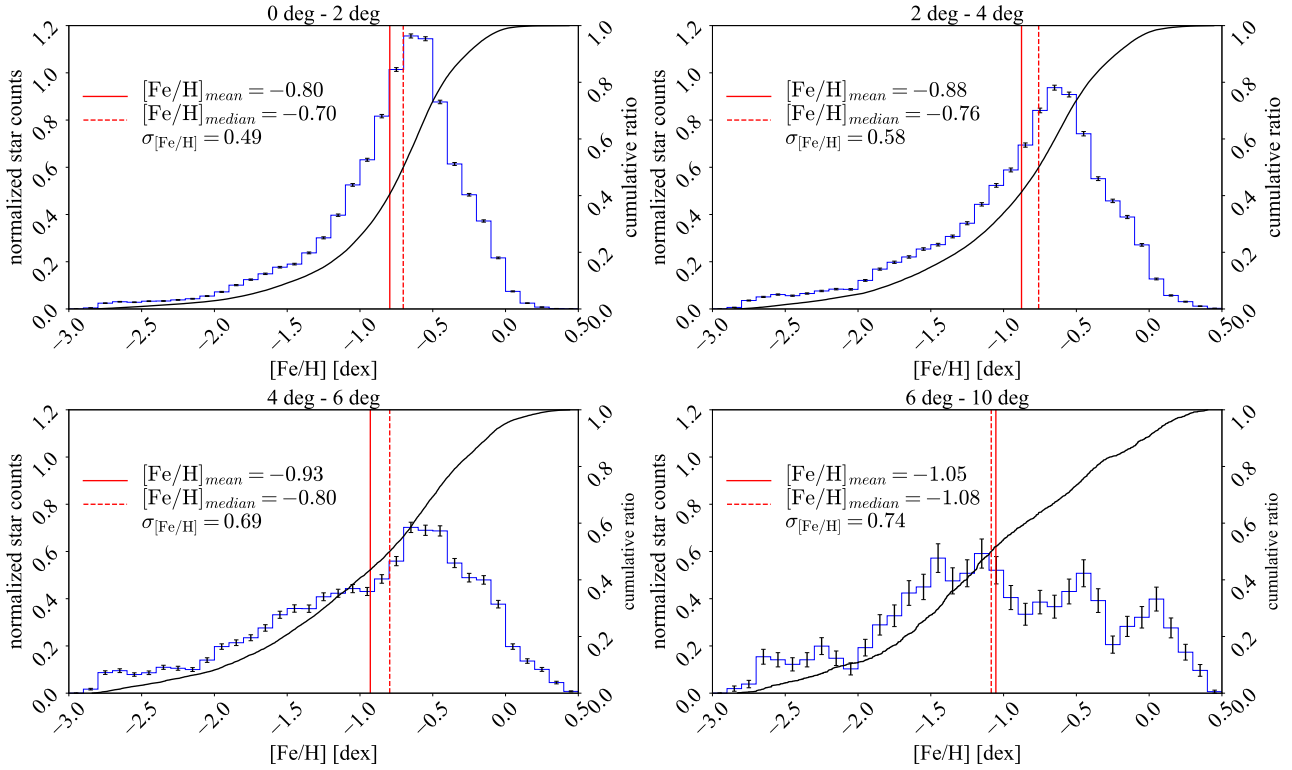 0 deg - 2 deg
normalized star counts
1.2
1.0
0.8
0.6
0.4
0.2
0.0
[Fe/H]mean = −0.80
[Fe/H]median = −0.70
σ[Fe/H] = 0.49
1.0
0.8
0.6
0.4
0.2
0.0
cumulative ratio
−3.0 −2.5 −2.0 −1.5 −1.0 −0.5 0.0 0.5
[Fe/H] [dex]
2 deg - 4 deg
normalized star counts
1.2
1.0
0.8
0.6
0.4
0.2
0.0
[Fe/H]mean = −0.88
[Fe/H]median = −0.76
σ[Fe/H] = 0.58
1.0
0.8
0.6
0.4
0.2
0.0
cumulative ratio
−3.0 −2.5 −2.0 −1.5 −1.0 −0.5 0.0 0.5
[Fe/H] [dex]
4 deg - 6 deg
normalized star counts
1.2
1.0
0.8
0.6
0.4
0.2
0.0
[Fe/H]mean = −0.93
[Fe/H]median = −0.80
σ[Fe/H] = 0.69
1.0
0.8
0.6
0.4
0.2
0.0
cumulative ratio
−3.0 −2.5 −2.0 −1.5 −1.0 −0.5 0.0 0.5
[Fe/H] [dex]
6 deg - 10 deg
normalized star counts
1.2
1.0
0.8
0.6
0.4
0.2
0.0
[Fe/H]mean = −1.05
[Fe/H]median = −1.08
σ[Fe/H] = 0.74
1.0
0.8
0.6
0.4
0.2
0.0
cumulative ratio
−3.0 −2.5 −2.0 −1.5 −1.0 −0.5 0.0 0.5
[Fe/H] [dex]